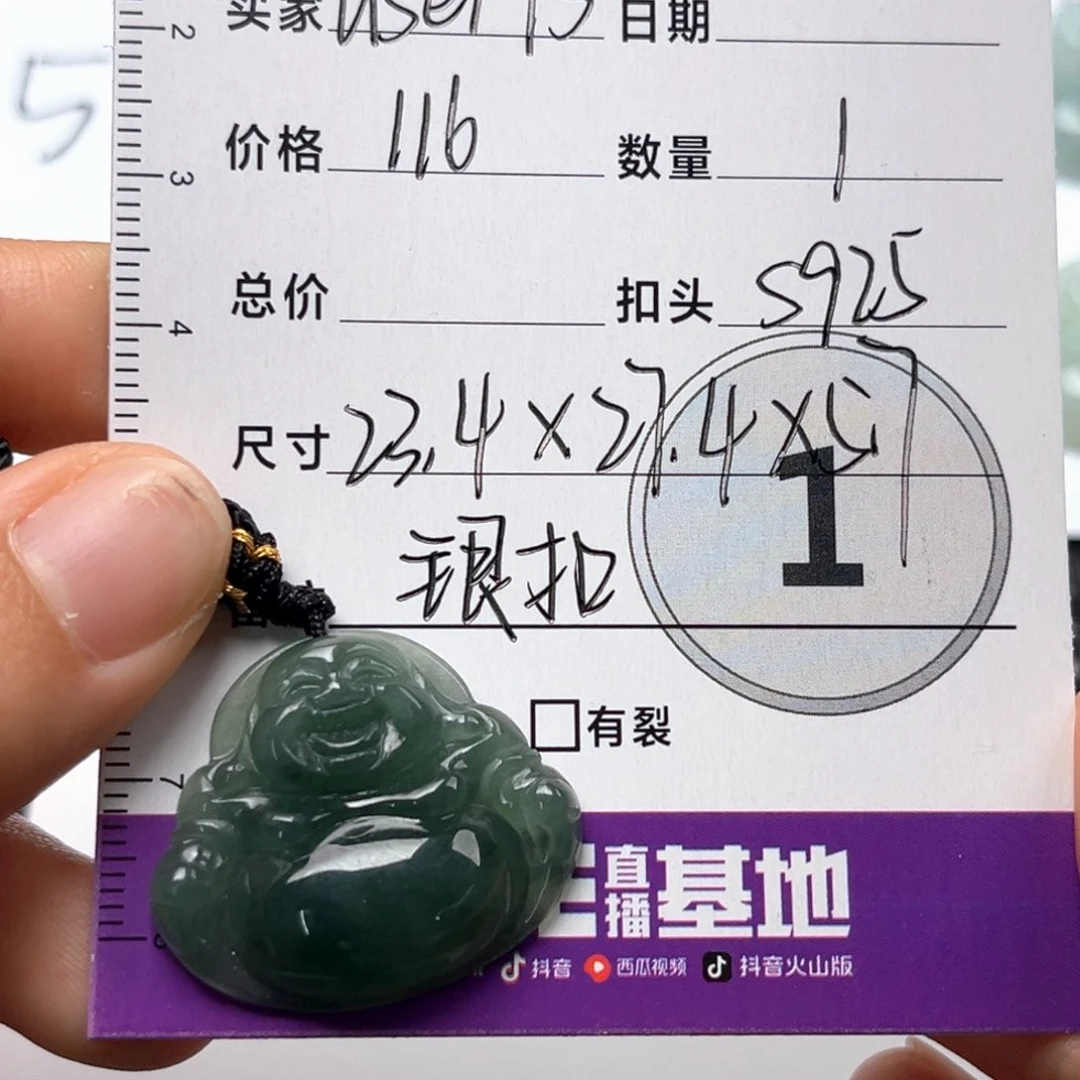 5
2
买家 user 日期
价格 116 数量 1
3
总价 扣头 S925
4
尺寸 23.4×27.4×5.7
1
银扣
有裂
7
直播基地
抖音 西瓜视频 抖音火山版